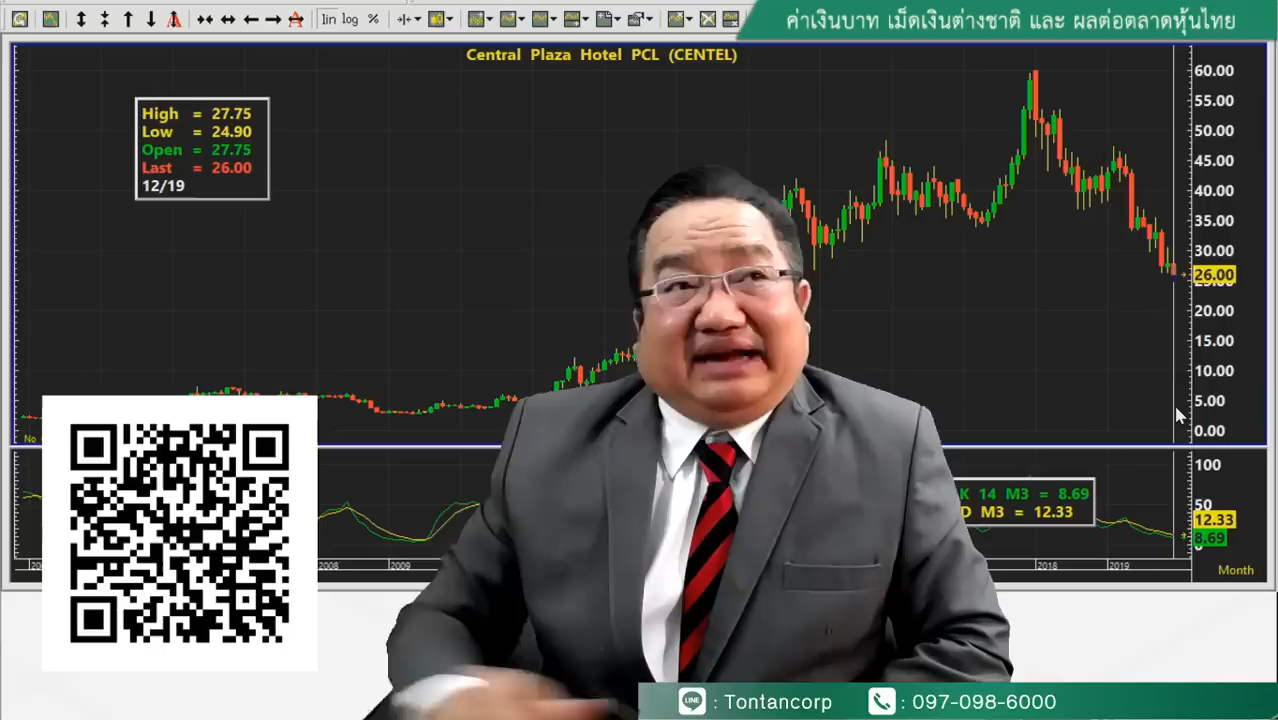 lin log %
ค่าเงินบาท เม็ดเงินต่างชาติ และ ผลต่อตลาดหุ้นไทย
Central Plaza Hotel PCL (CENTEL)
High = 27.75
Low = 24.90
Open = 27.75
Last = 26.00
12/19
60.00
55.00
50.00
45.00
40.00
35.00
30.00
26.00
20.00
15.00
10.00
5.00
0.00
No
100
K 14 M3 = 8.69
D M3 = 12.33
50
12.33
8.69
2008
2009
2018
2019
Month
LINE : Tontancorp
: 097-098-6000